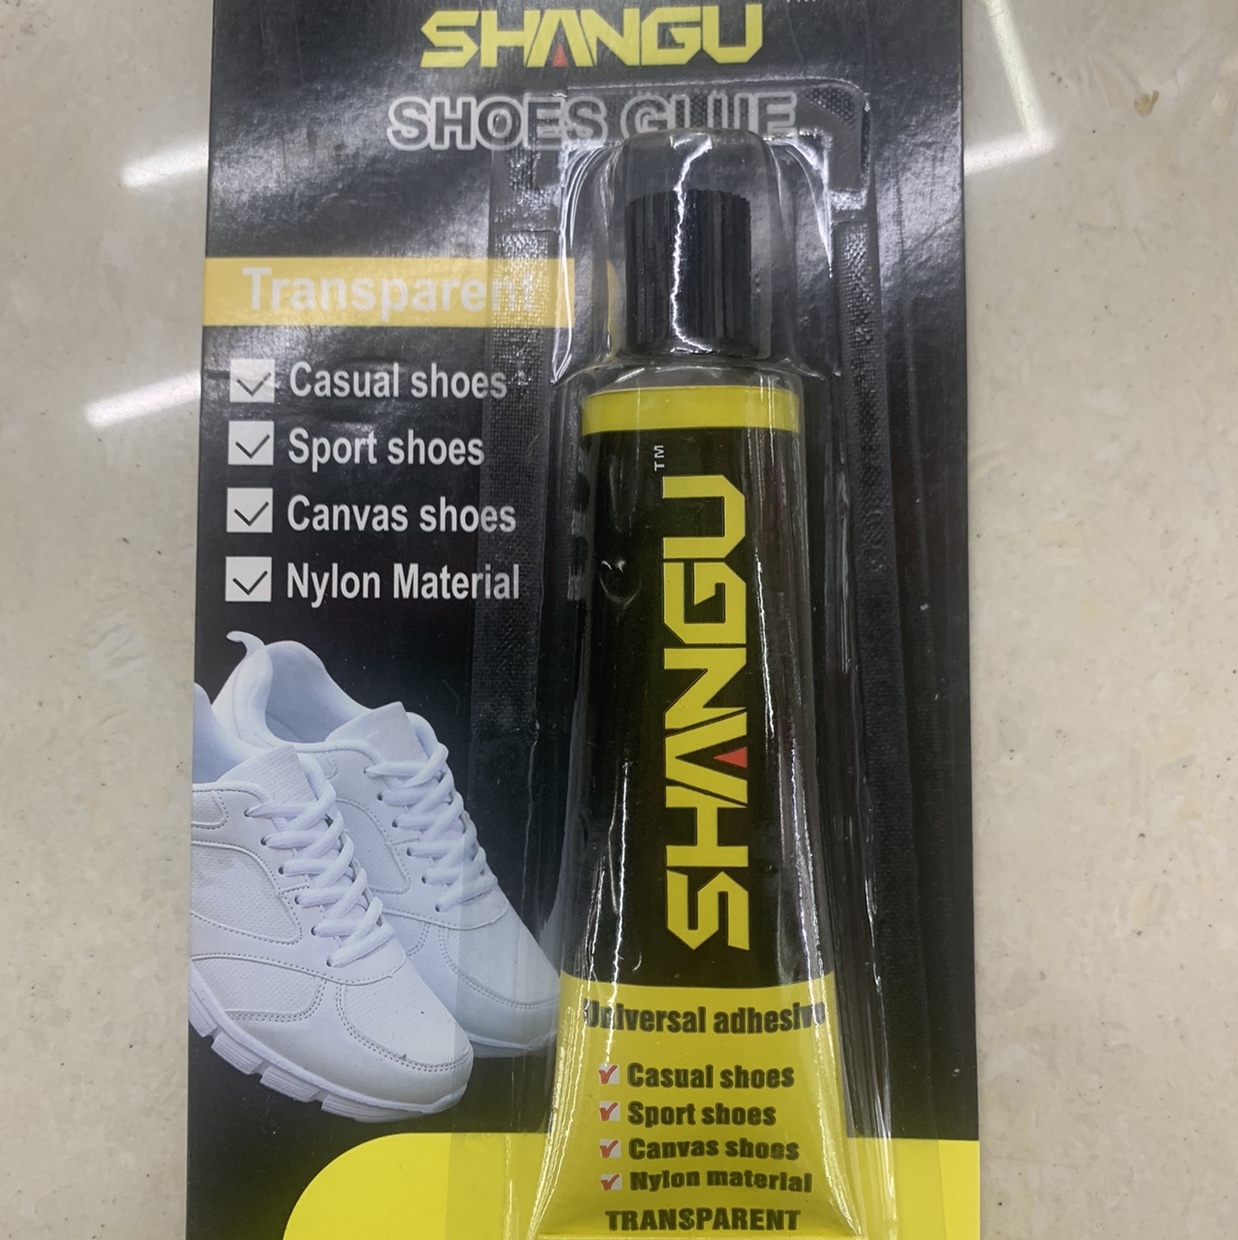 SHANGU
SHOES GLUE
Transparent
Casual shoes
Sport shoes
Canvas shoes
Nylon Material
SHANGU™
Universal adhesive
Casual shoes
Sport shoes
Canvas shoes
Nylon material
TRANSPARENT